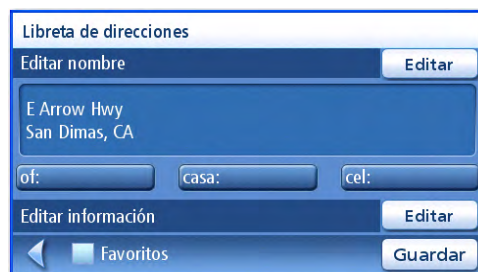 Libreta de direcciones
Editar nombre Editar
E Arrow Hwy
San Dimas, CA
of: casa: cel:
Editar información Editar
Favoritos Guardar